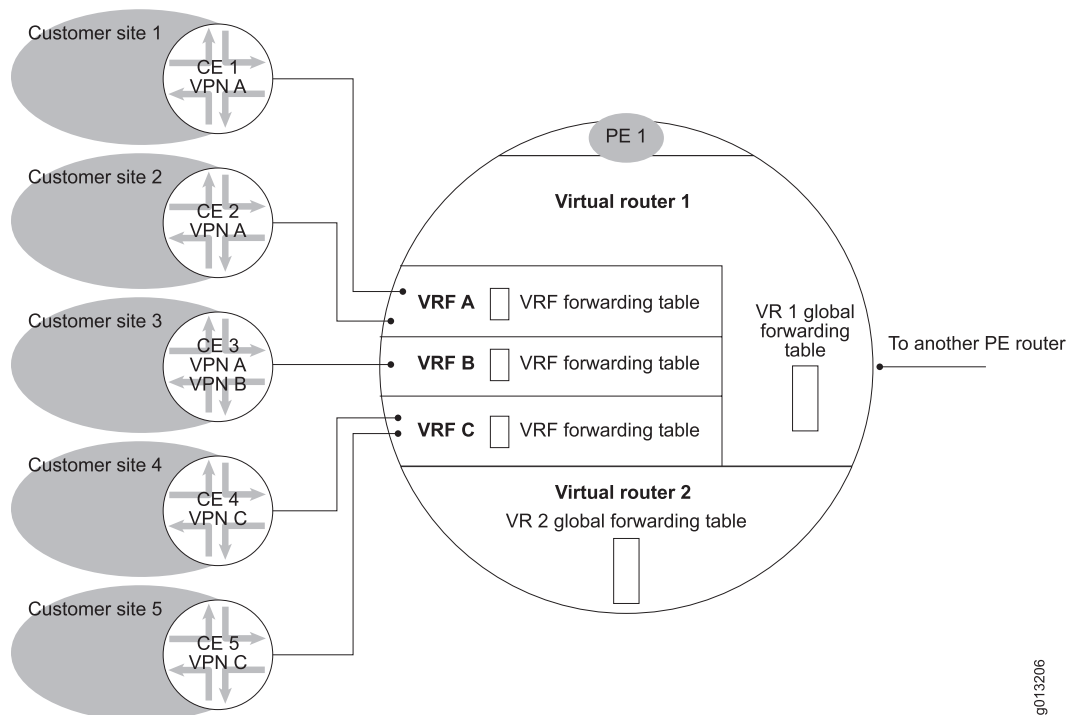 Customer site 1
CE 1
VPN A
Customer site 2
CE 2
VPN A
Customer site 3
CE 3
VPN A
VPN B
Customer site 4
CE 4
VPN C
Customer site 5
CE 5
VPN C
PE 1
Virtual router 1
VRF A VRF forwarding table
VRF B VRF forwarding table
VRF C VRF forwarding table
VR 1 global
forwarding
table
To another PE router
Virtual router 2
VR 2 global forwarding table
g013206